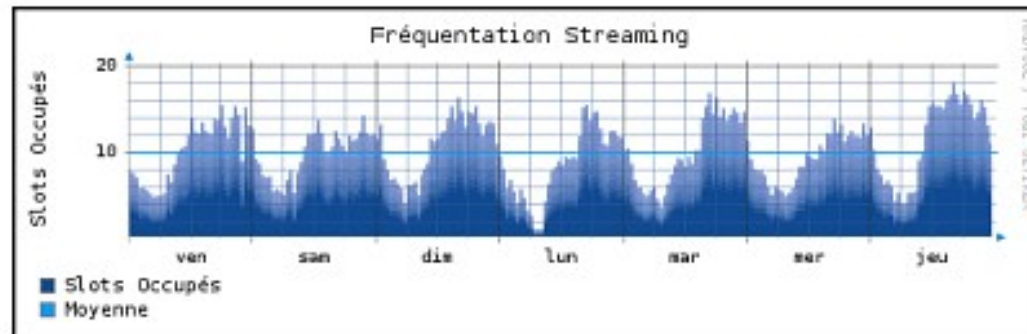 Fréquentation Streaming
Slots Occupés
20
10
ven sam dim lun mar mer jeu
Slots Occupés
Moyenne